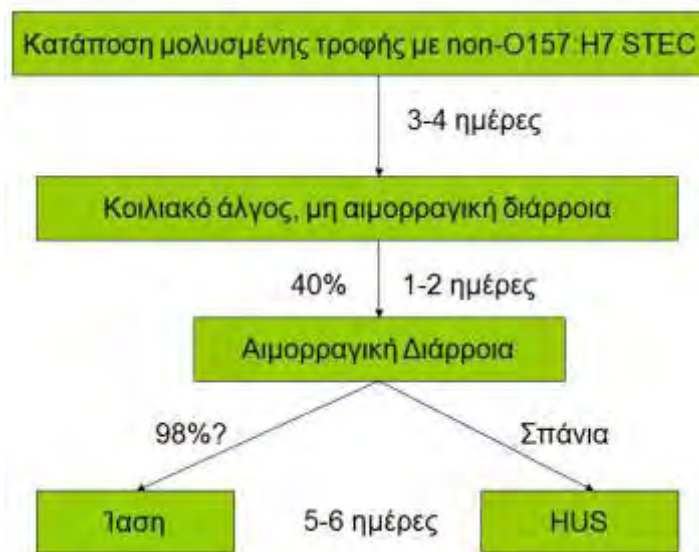 Κατάποση μολυσμένης τροφής με non-O157:H7 STEC
3-4 ημέρες
Κοιλιακό άλγος, μη αιμορραγική διάρροια
40% 1-2 ημέρες
Αιμορραγική Διάρροια
98%? Σπάνια
Ίαση 5-6 ημέρες HUS